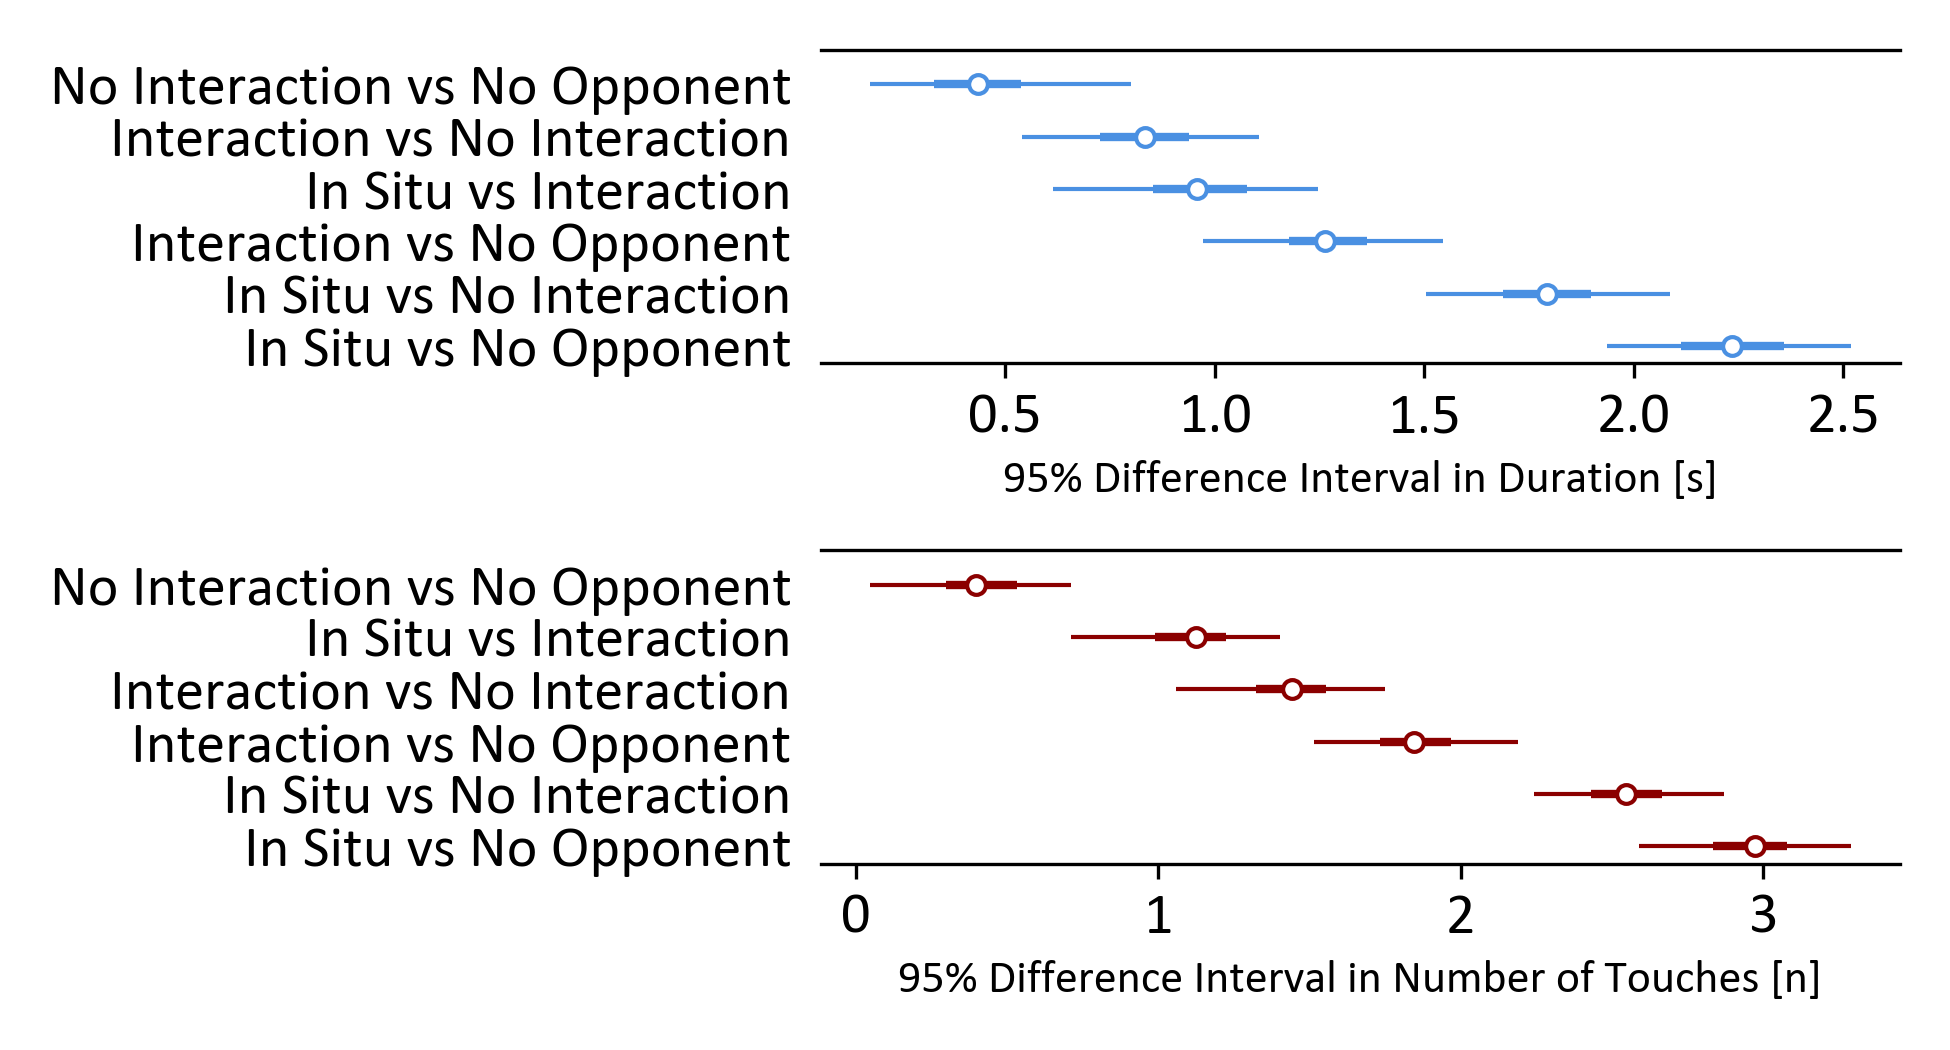 No Interaction vs No Opponent
Interaction vs No Interaction
In Situ vs Interaction
Interaction vs No Opponent
In Situ vs No Interaction
In Situ vs No Opponent
0.5 1.0 1.5 2.0 2.5
95% Difference Interval in Duration [s]
No Interaction vs No Opponent
In Situ vs Interaction
Interaction vs No Interaction
Interaction vs No Opponent
In Situ vs No Interaction
In Situ vs No Opponent
0 1 2 3
95% Difference Interval in Number of Touches [n]